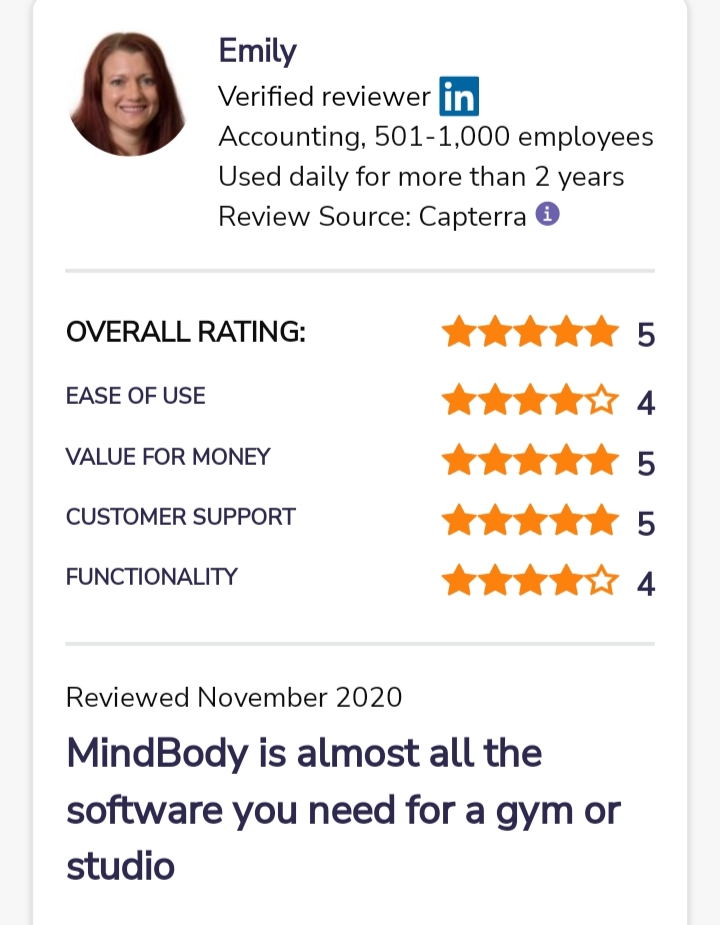 Emily
Verified reviewer in
Accounting, 501-1,000 employees
Used daily for more than 2 years
Review Source: Capterra i
OVERALL RATING: 5
EASE OF USE 4
VALUE FOR MONEY 5
CUSTOMER SUPPORT 5
FUNCTIONALITY 4
Reviewed November 2020
MindBody is almost all the
software you need for a gym or
studio